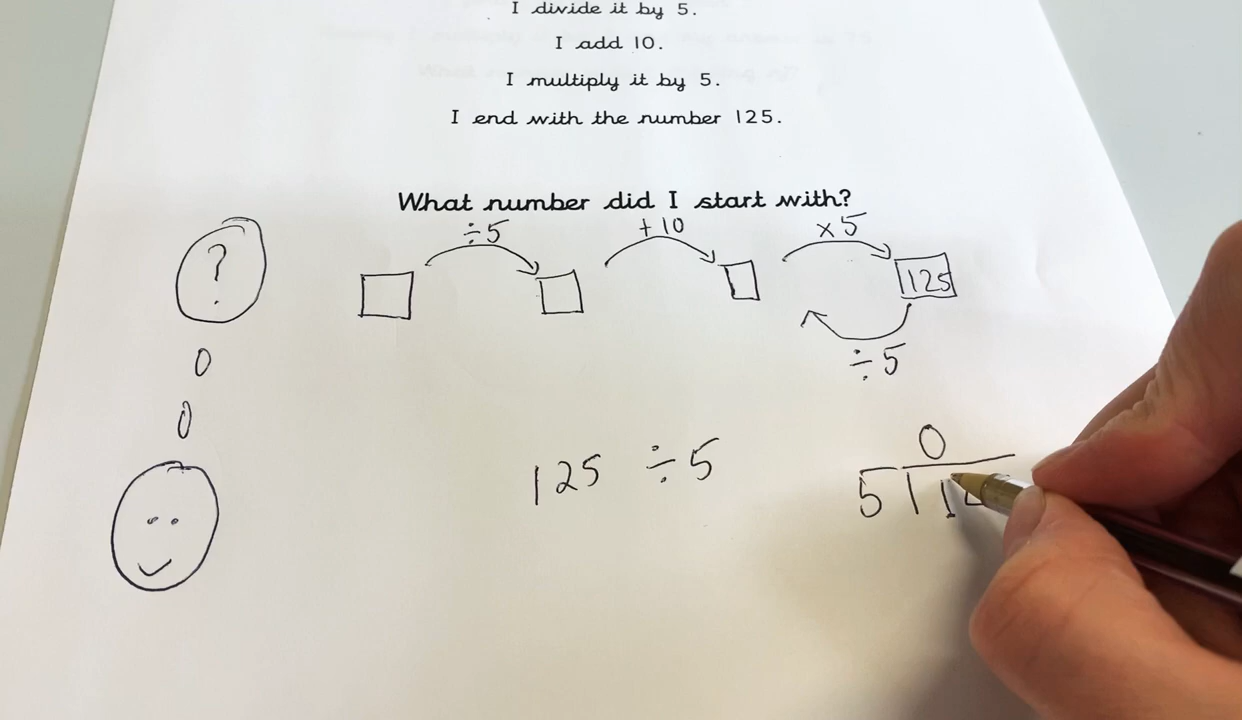 I divide it by 5.
I add 10.
I multiply it by 5.
I end with the number 125.
What number did I start with?
÷5 +10 ×5
?
125
÷5
0
125 ÷5
5 1